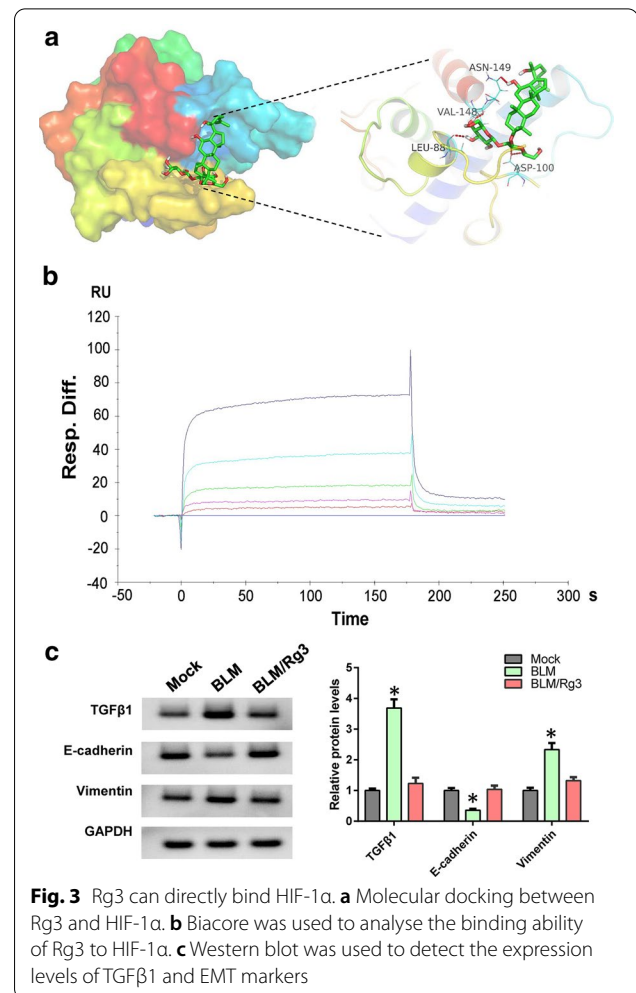 a
ASN-149
VAL-148
LEU-88
ASP-100
b
RU
120
100
80
60
40
20
0
-20
-40
Resp. Diff.
-50 0 50 100 150 200 250 300 s
Time
c
Mock BLM BLM/Rg3
TGFβ1
E-cadherin
Vimentin
GAPDH
Mock
BLM
BLM/Rg3
Relative protein levels
5
4
3
2
1
0
* * *
TGFβ1 E-cadherin Vimentin
Fig. 3 Rg3 can directly bind HIF-1α. a Molecular docking between
Rg3 and HIF-1α. b Biacore was used to analyse the binding ability
of Rg3 to HIF-1α. c Western blot was used to detect the expression
levels of TGFβ1 and EMT markers